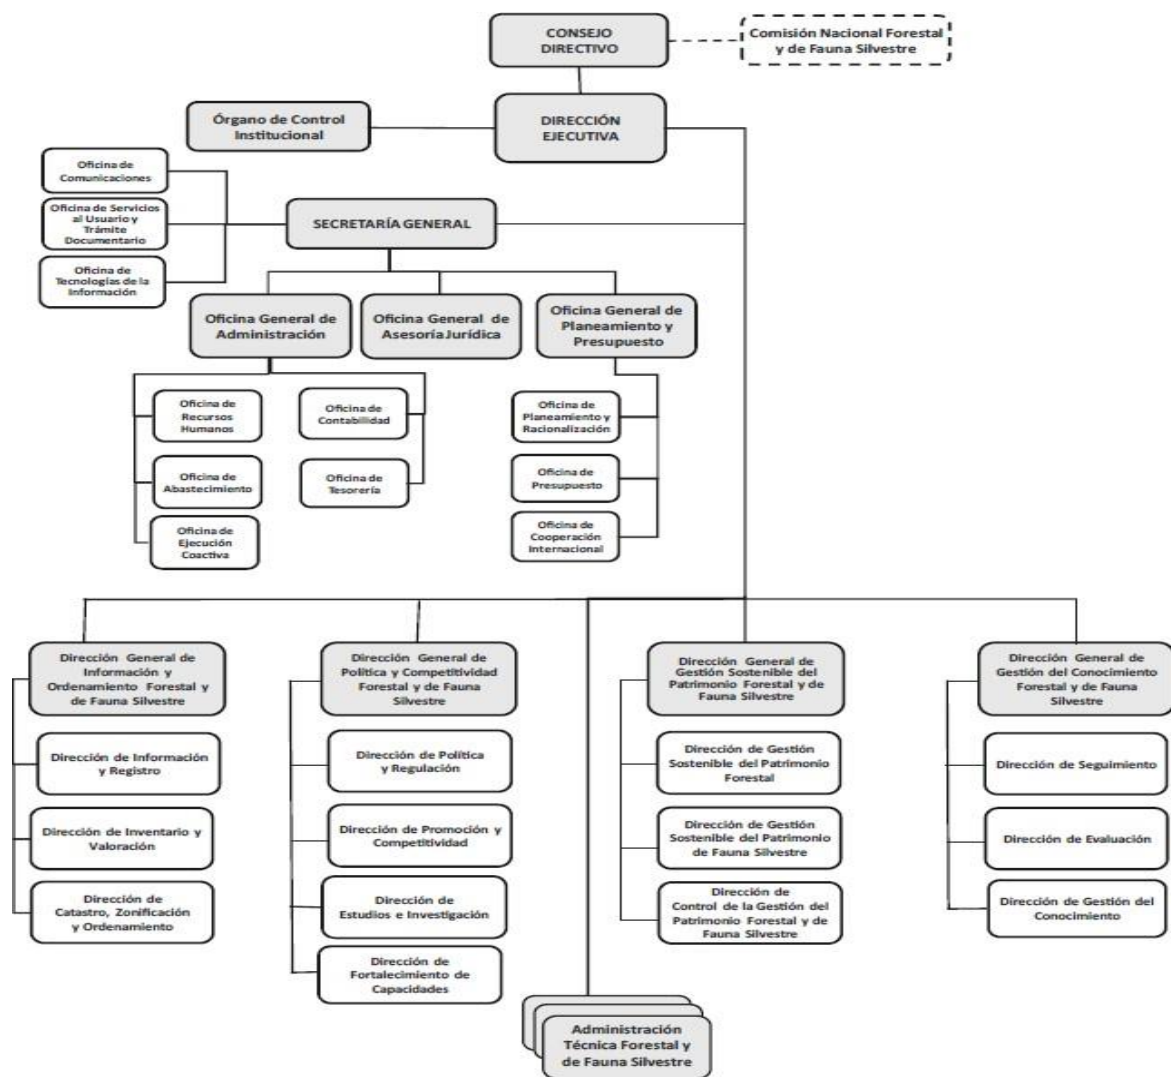 CONSEJO
DIRECTIVO
Comisión Nacional Forestal
y de Fauna Silvestre
Órgano de Control
Institucional
DIRECCIÓN
EJECUTIVA
Oficina de
Comunicaciones
Oficina de Servicios
al Usuario y
Trámite
Documentario
Oficina de
Tecnologías de la
Información
SECRETARÍA GENERAL
Oficina General de
Administración
Oficina General de
Asesoría Jurídica
Oficina General de
Planeamiento y
Presupuesto
Oficina de
Recursos
Humanos
Oficina de
Contabilidad
Oficina de
Planeamiento y
Racionalización
Oficina de
Abastecimiento
Oficina de
Tesorería
Oficina de
Presupuesto
Oficina de
Ejecución
Coactiva
Oficina de
Cooperación
Internacional
Dirección General de
Información y
Ordenamiento Forestal y
de Fauna Silvestre
Dirección General de
Política y Competitividad
Forestal y de Fauna
Silvestre
Dirección General de
Gestión Sostenible del
Patrimonio Forestal y de
Fauna Silvestre
Dirección General de
Gestión del Conocimiento
Forestal y de Fauna
Silvestre
Dirección de Información
y Registro
Dirección de Política
y Regulación
Dirección de Gestión
Sostenible del Patrimonio
Forestal
Dirección de Seguimiento
Dirección de Inventario y
Valoración
Dirección de Promoción y
Competitividad
Dirección de Gestión
Sostenible del Patrimonio
de Fauna Silvestre
Dirección de Evaluación
Dirección de
Catastro, Zonificación
y Ordenamiento
Dirección de
Estudios e Investigación
Dirección de
Control de la Gestión del
Patrimonio Forestal y de
Fauna Silvestre
Dirección de Gestión del
Conocimiento
Dirección de
Fortalecimiento de
Capacidades
Administración
Técnica Forestal y
de Fauna Silvestre